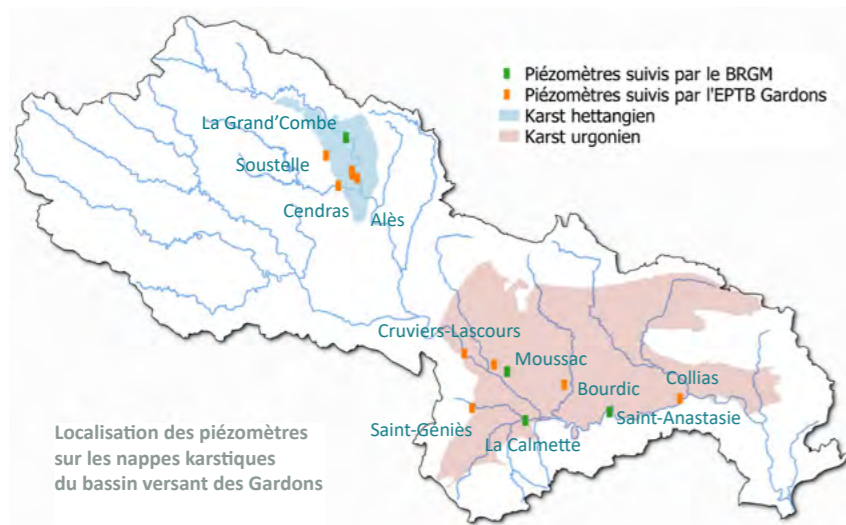 Piézomètres suivis par le BRGM
Piézomètres suivis par l'EPTB Gardons
Karst hettangien
Karst urgonien
La Grand'Combe
Soustelle
Cendras
Alès
Cruviers-Lascours
Moussac
Bourdic
Collias
Saint-Géniès
Saint-Anastasie
La Calmette
Localisation des piézomètres
sur les nappes karstiques
du bassin versant des Gardons